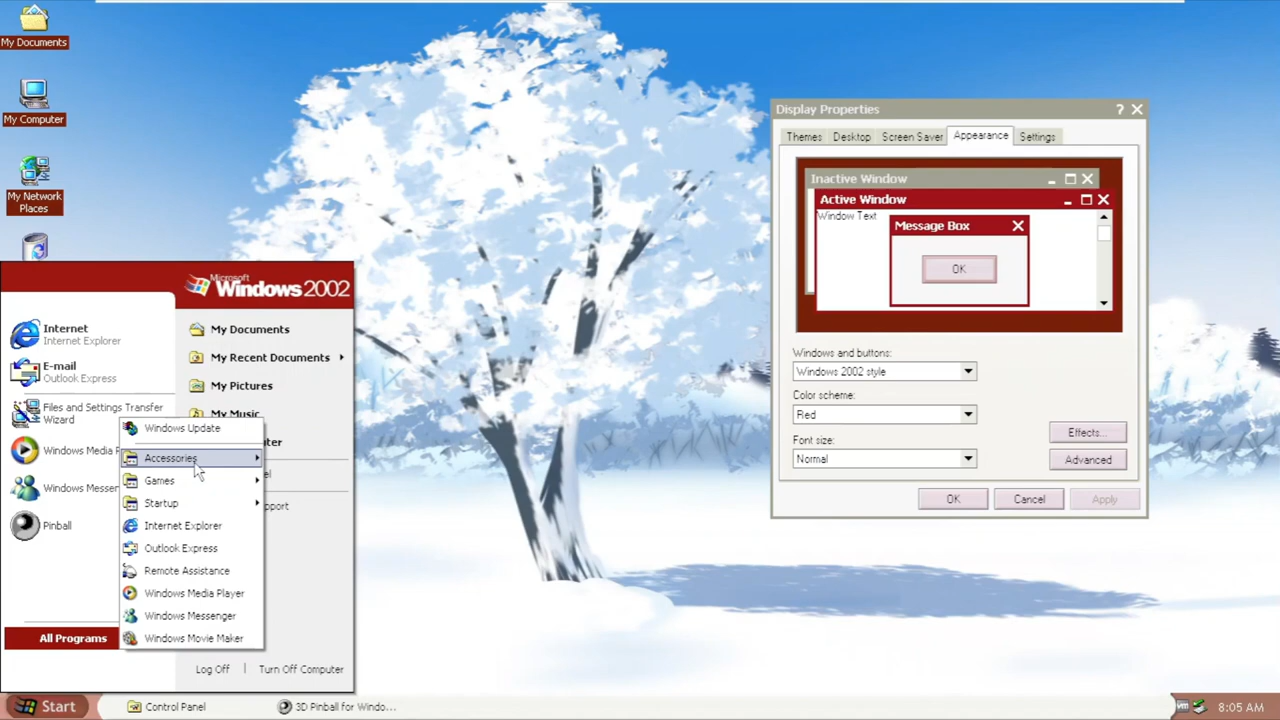 My Documents
My Computer
My Network
Places
Microsoft
Windows 2002
Internet
Internet Explorer
E-mail
Outlook Express
Files and Settings Transfer
Wizard
Windows Media P
Windows Messen
Pinball
All Programs
My Documents
My Recent Documents
My Pictures
My Music
uter
el
pport
Log Off
Turn Off Computer
Windows Update
Accessories
Games
Startup
Internet Explorer
Outlook Express
Remote Assistance
Windows Media Player
Windows Messenger
Windows Movie Maker
Display Properties
Themes
Desktop
Screen Saver
Appearance
Settings
Inactive Window
Active Window
Window Text
Message Box
OK
Windows and buttons:
Windows 2002 style
Color scheme:
Red
Font size:
Normal
Effects...
Advanced
OK
Cancel
Apply
Start
Control Panel
3D Pinball for Windo...
vm
8:05 AM